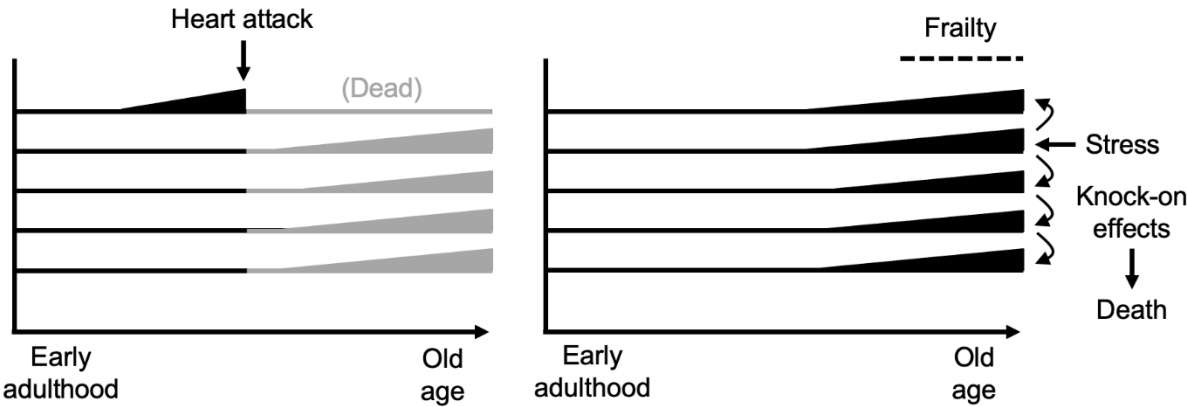 Heart attack
(Dead)
Early
adulthood
Old
age
Frailty
Stress
Knock-on
effects
Death
Early
adulthood
Old
age